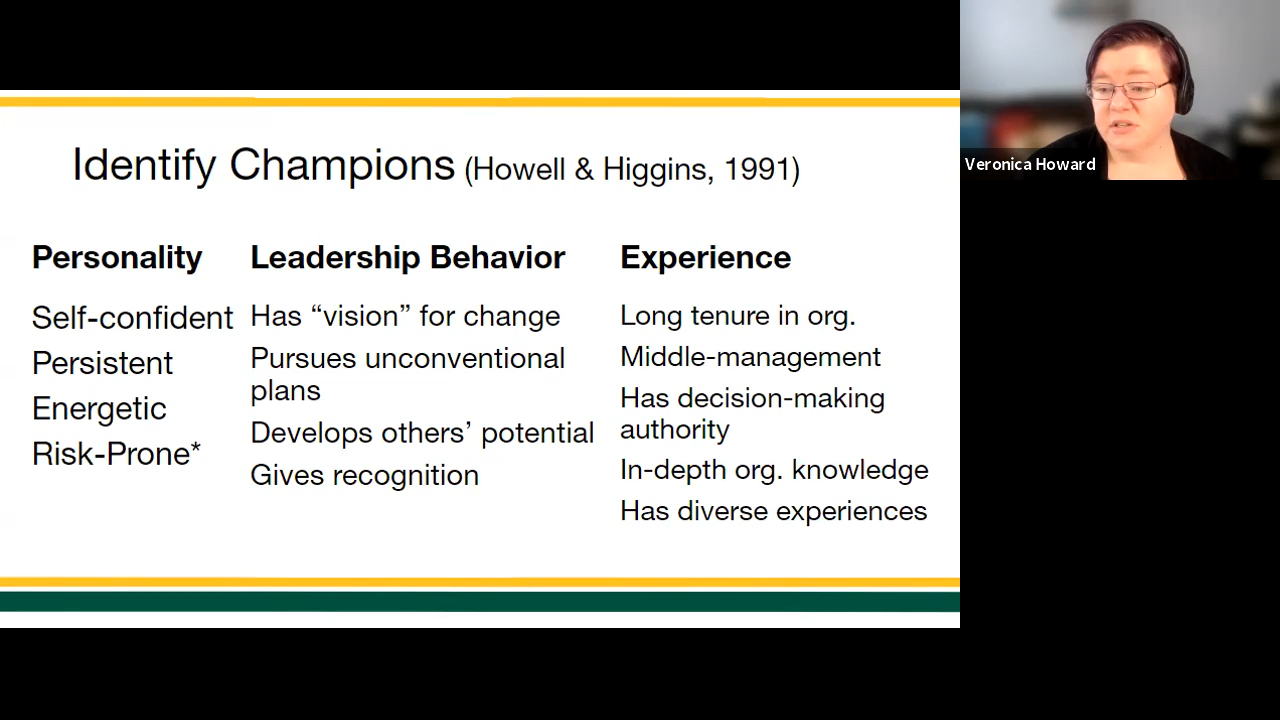 Identify Champions (Howell & Higgins, 1991)
Personality
Self-confident
Persistent
Energetic
Risk-Prone*
Leadership Behavior
Has “vision” for change
Pursues unconventional
plans
Develops others’ potential
Gives recognition
Experience
Long tenure in org.
Middle-management
Has decision-making
authority
In-depth org. knowledge
Has diverse experiences
Veronica Howard